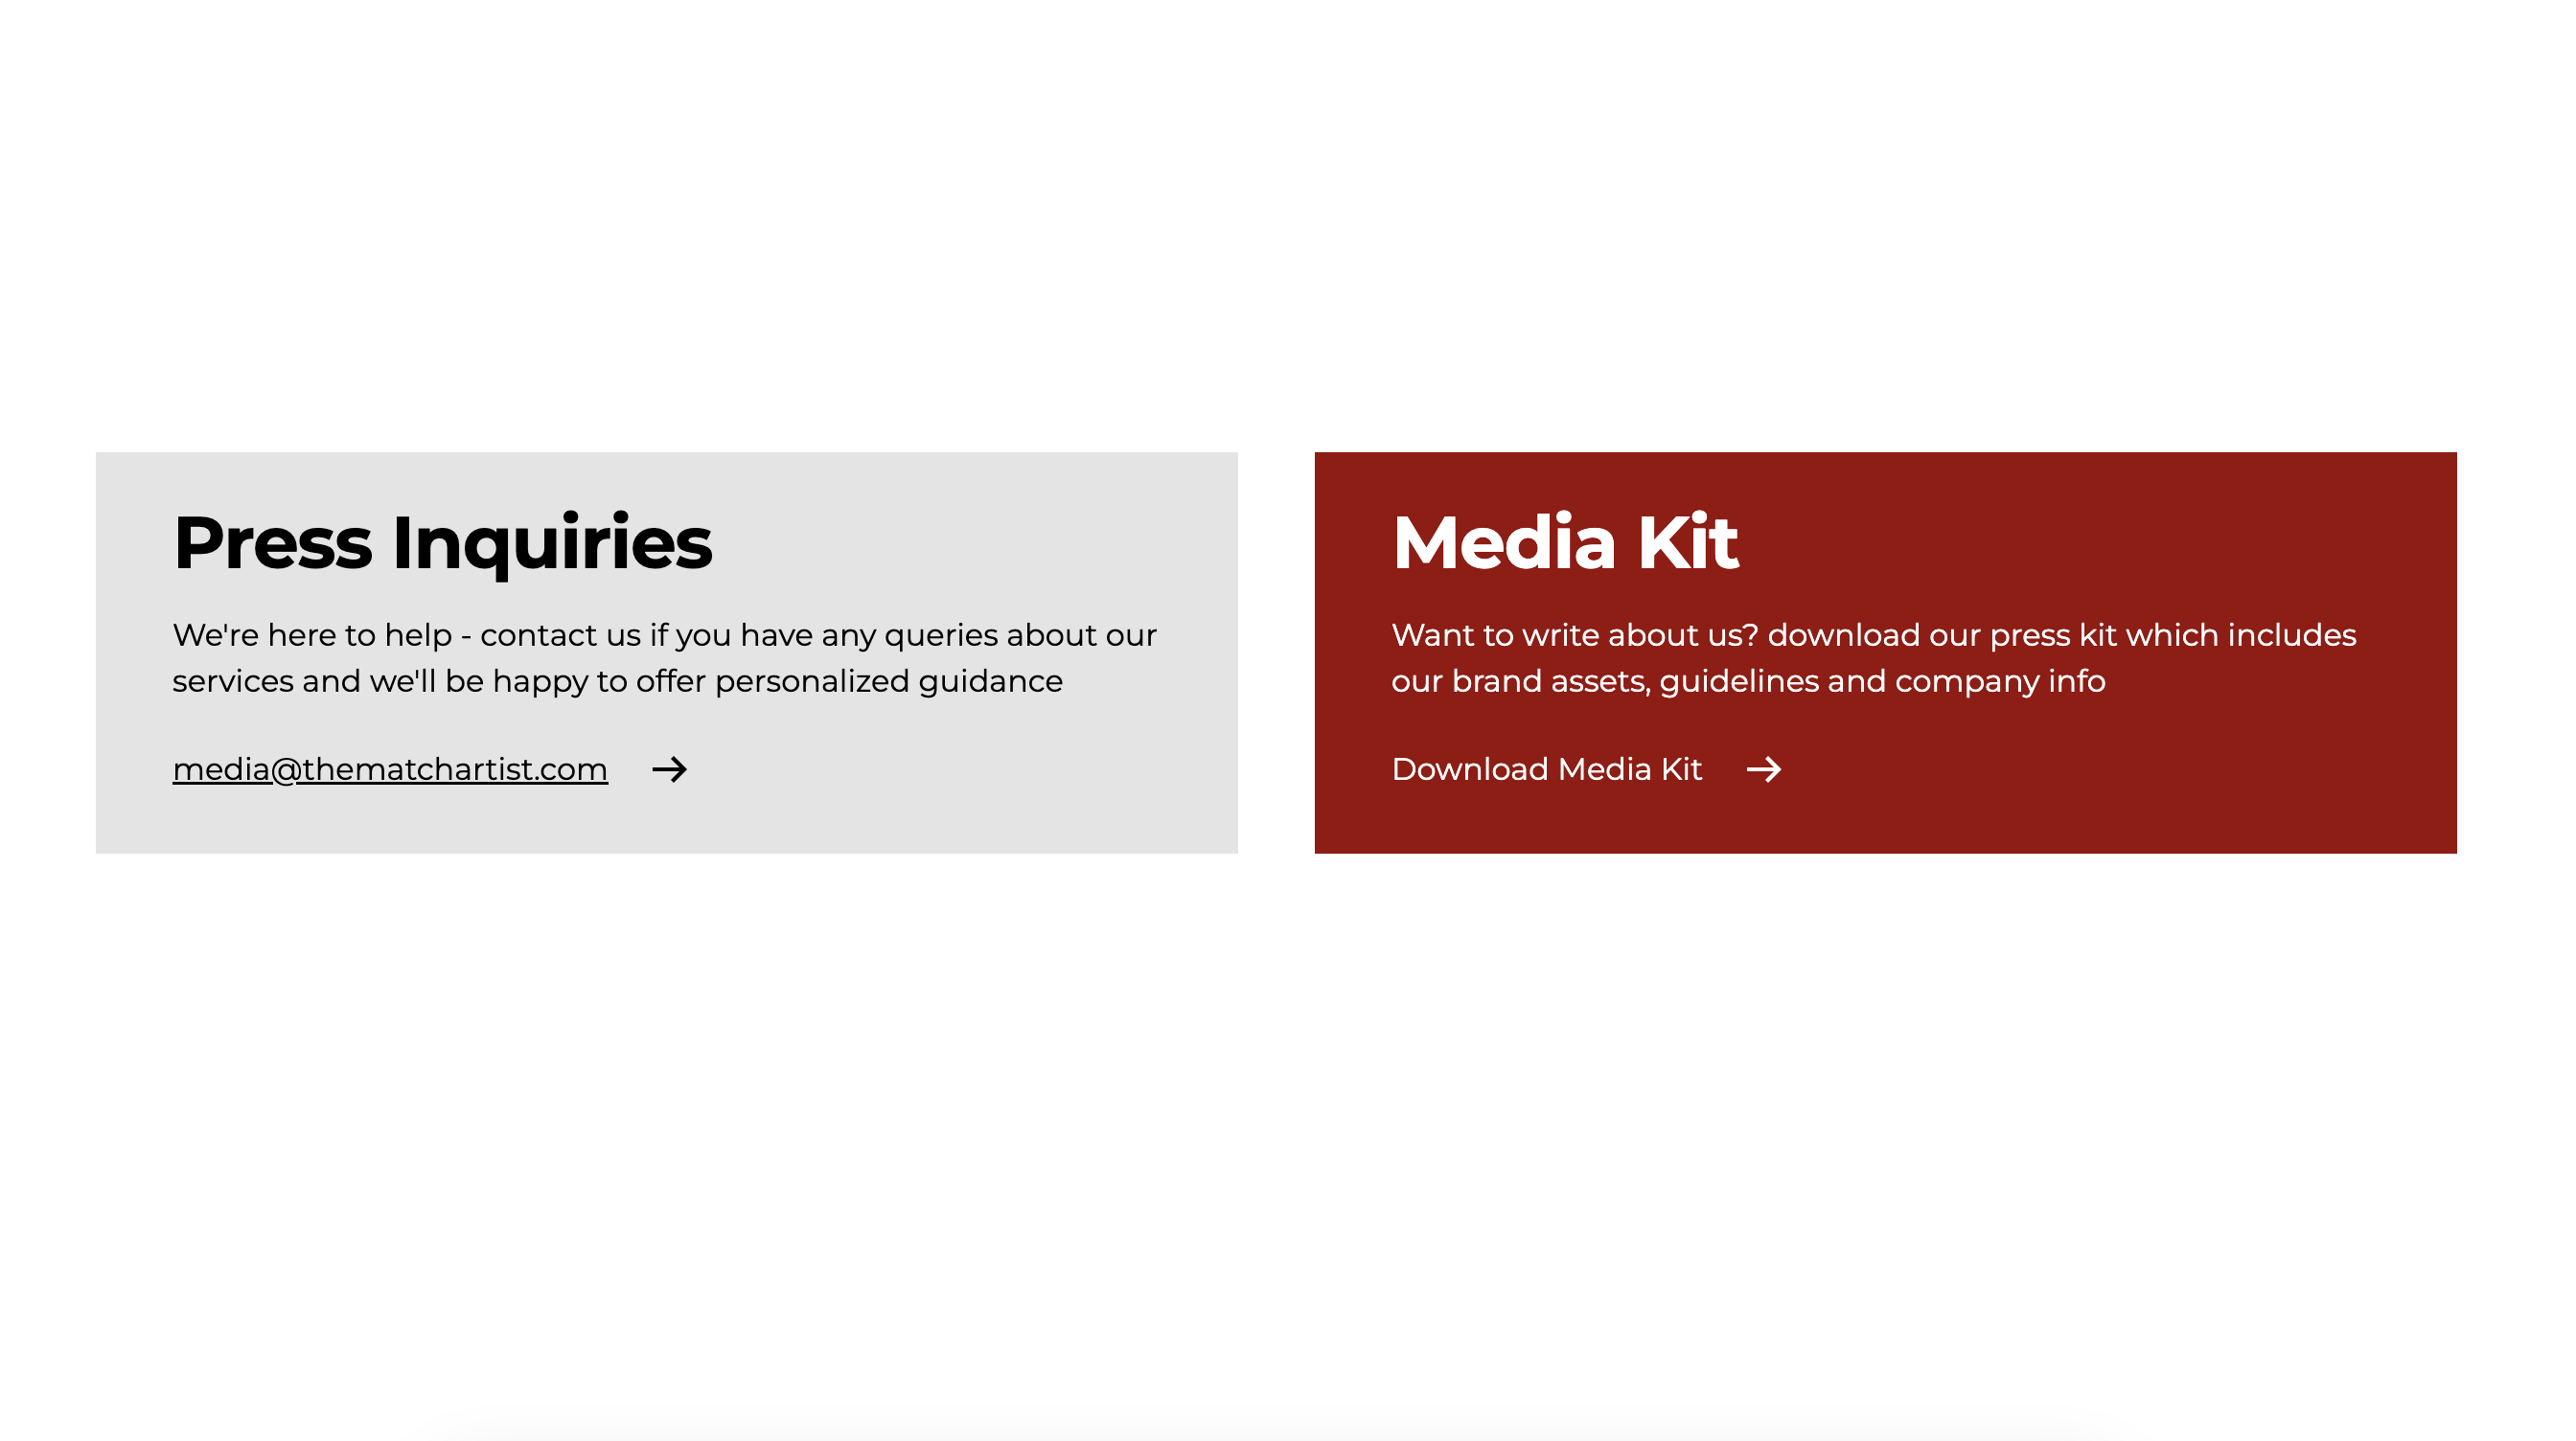 Press Inquiries
We're here to help - contact us if you have any queries about our
services and we'll be happy to offer personalized guidance
media@thematchartist.com
Media Kit
Want to write about us? download our press kit which includes
our brand assets, guidelines and company info
Download Media Kit